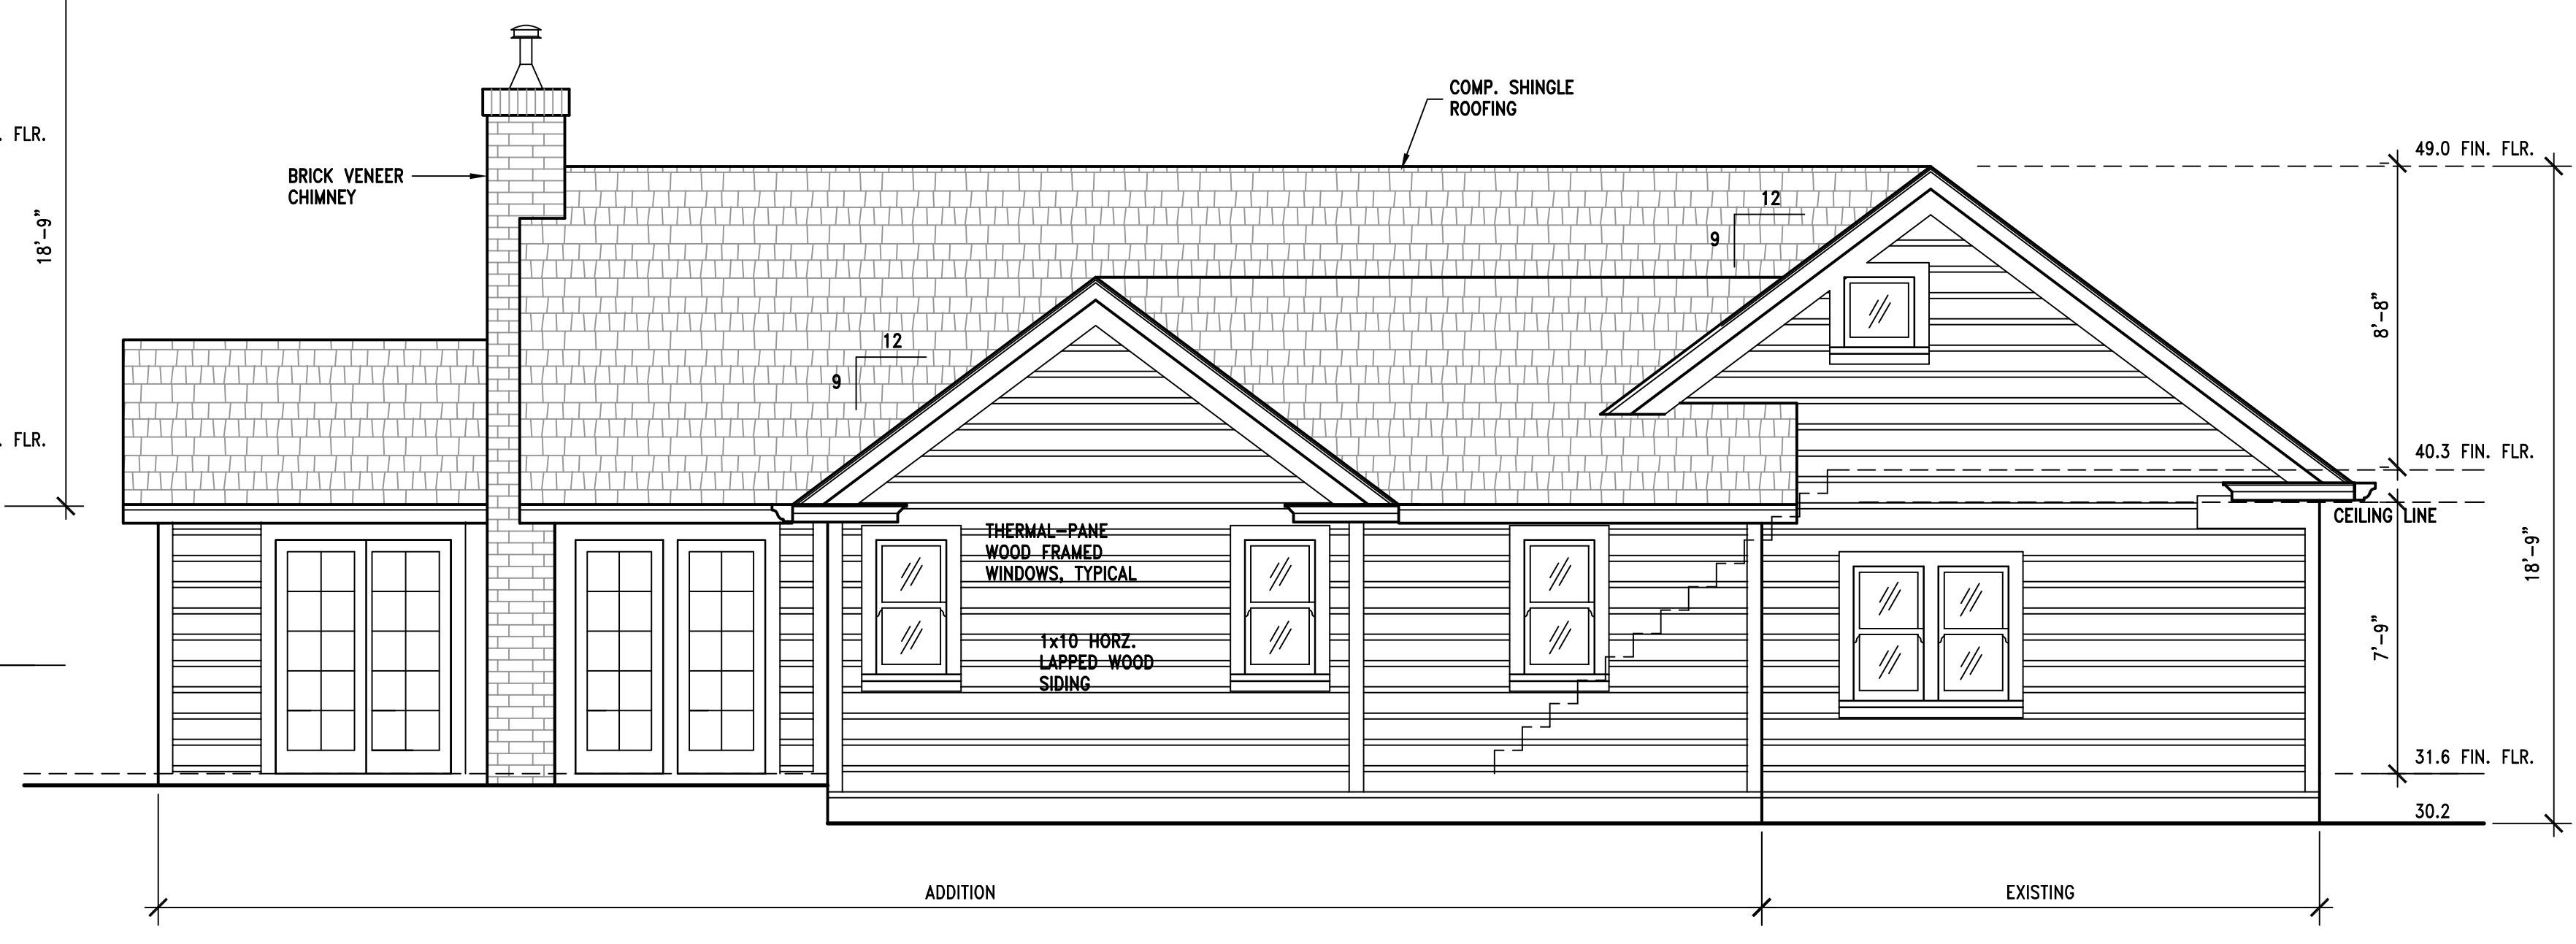 COMP. SHINGLE
ROOFING
. FLR.
49.0 FIN. FLR.
BRICK VENEER
CHIMNEY
12
9
18'-9"
8'-8"
12
9
. FLR.
40.3 FIN. FLR.
CEILING LINE
THERMAL-PANE
WOOD FRAMED
WINDOWS, TYPICAL
18'-9"
1x10 HORZ.
LAPPED WOOD
SIDING
7'-9"
31.6 FIN. FLR.
30.2
ADDITION
EXISTING